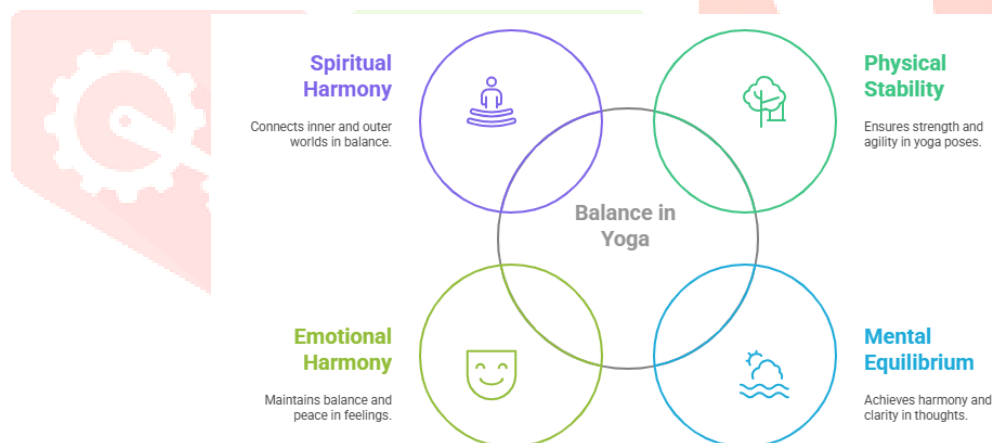 Spiritual
Harmony
Connects inner and outer
worlds in balance.
Physical
Stability
Ensures strength and
agility in yoga poses.
Balance in
Yoga
Emotional
Harmony
Maintains balance and
peace in feelings.
Mental
Equilibrium
Achieves harmony and
clarity in thoughts.